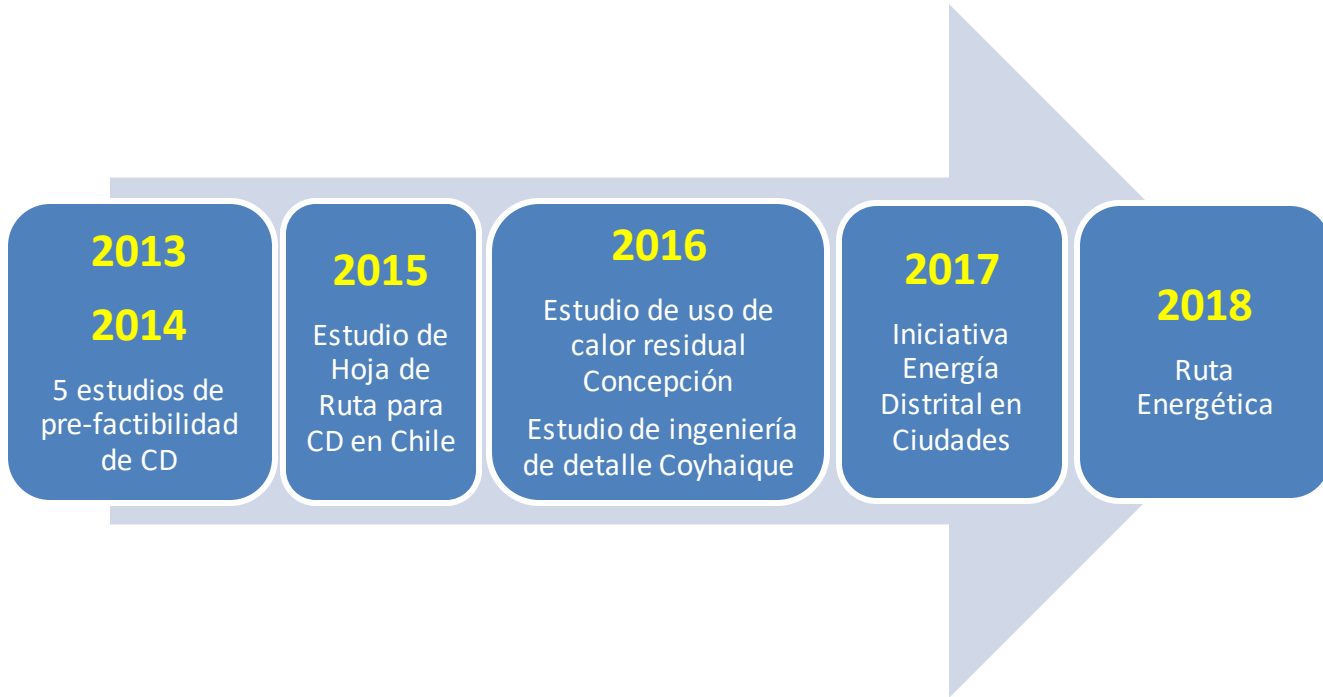 2013
2014
5 estudios de
pre-factibilidad
de CD
2015
Estudio de
Hoja de
Ruta para
CD en Chile
2016
Estudio de uso de
calor residual
Concepción
Estudio de ingeniería
de detalle Coyhaique
2017
Iniciativa
Energía
Distrital en
Ciudades
2018
Ruta
Energética